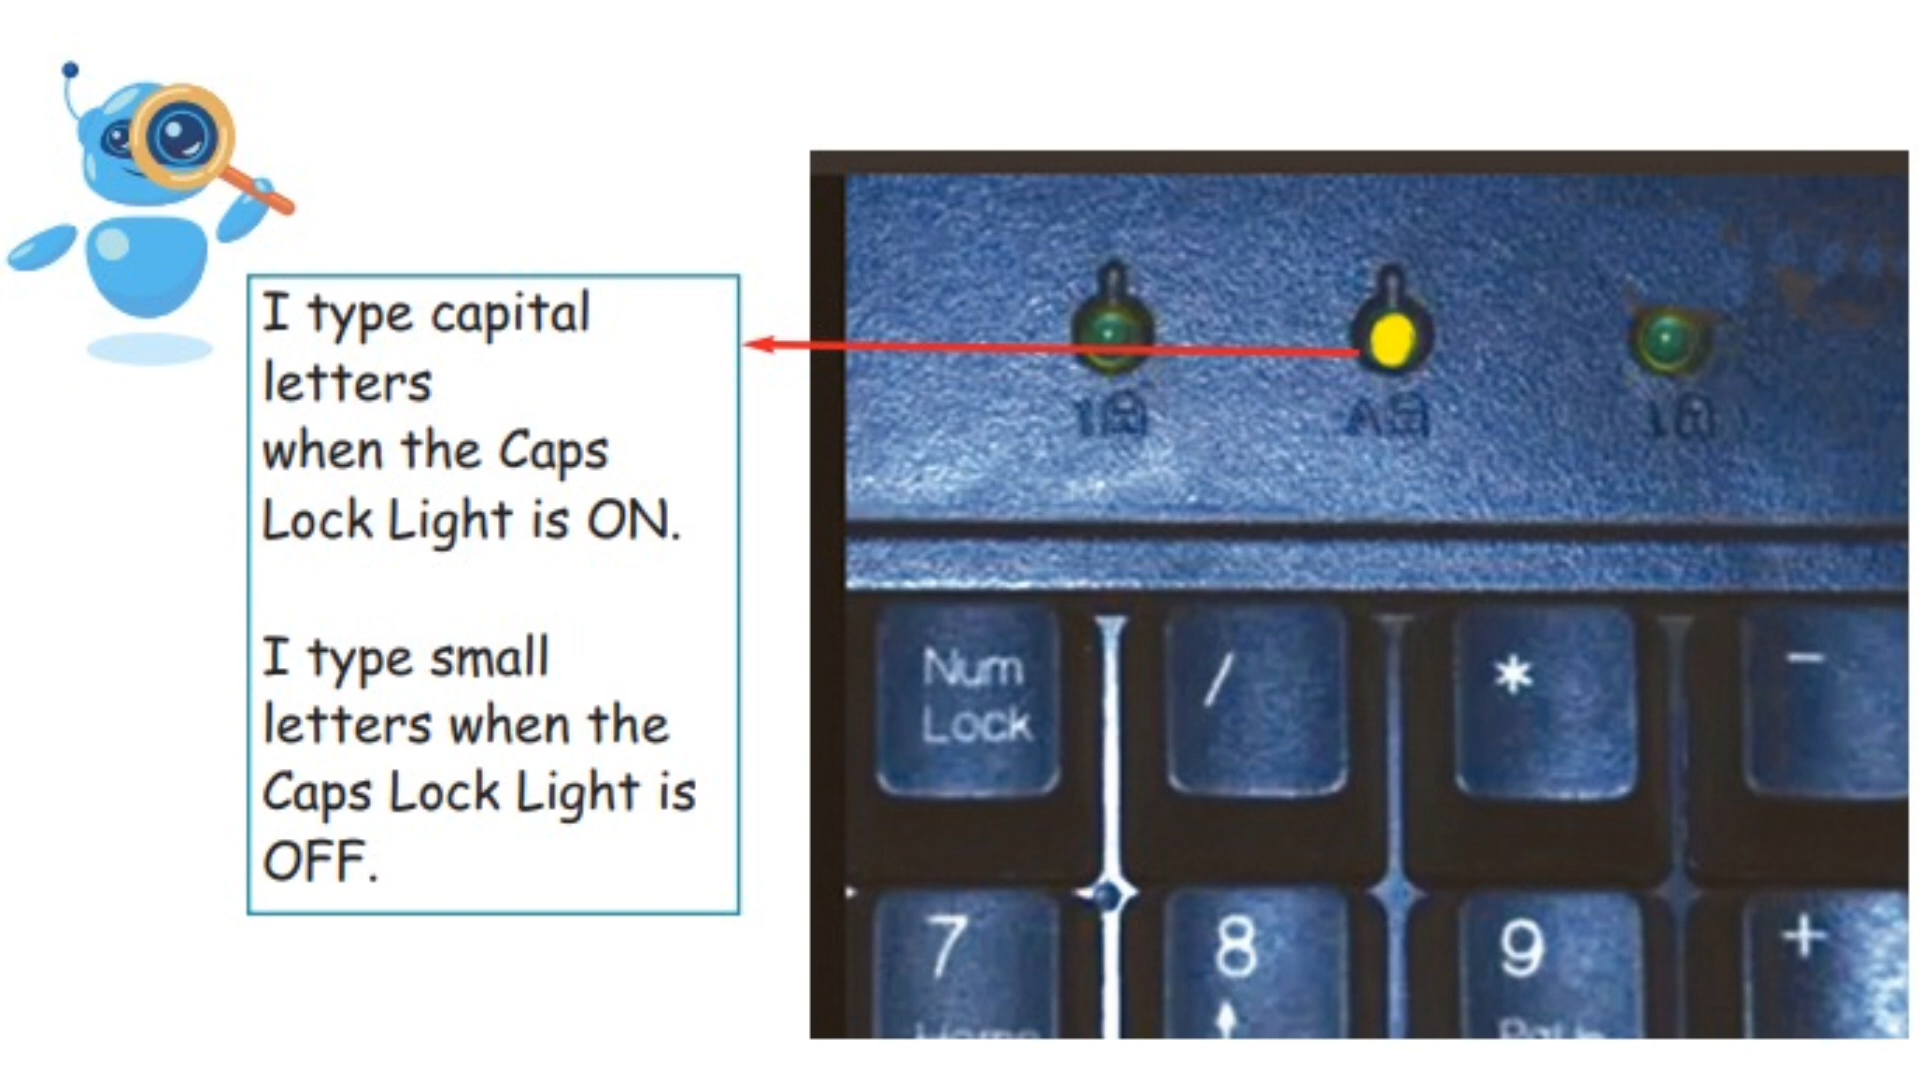 I type capital
letters
when the Caps
Lock Light is ON.
I type small
letters when the
Caps Lock Light is
OFF.
Num
Lock
/
*
-
7
8
9
+